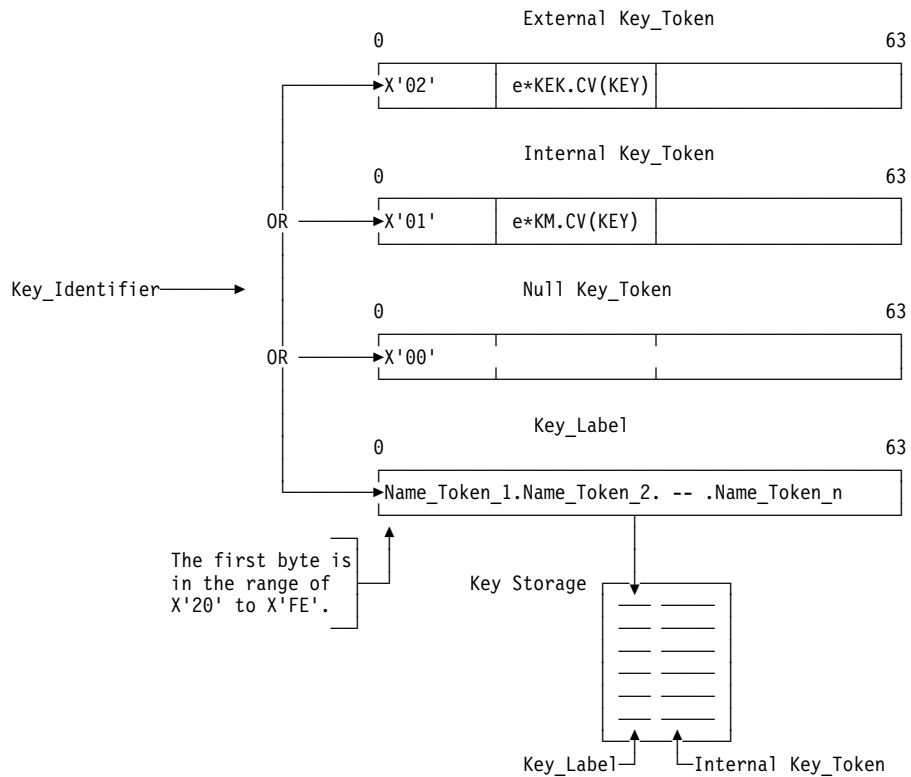 External Key_Token
0 63
X'02' e*KEK.CV(KEY)
Internal Key_Token
0 63
OR X'01' e*KM.CV(KEY)
Key_Identifier
Null Key_Token
0 63
OR X'00'
Key_Label
0 63
Name_Token_1.Name_Token_2. -- .Name_Token_n
The first byte is
in the range of
X'20' to X'FE'.
Key Storage
Key_Label Internal Key_Token